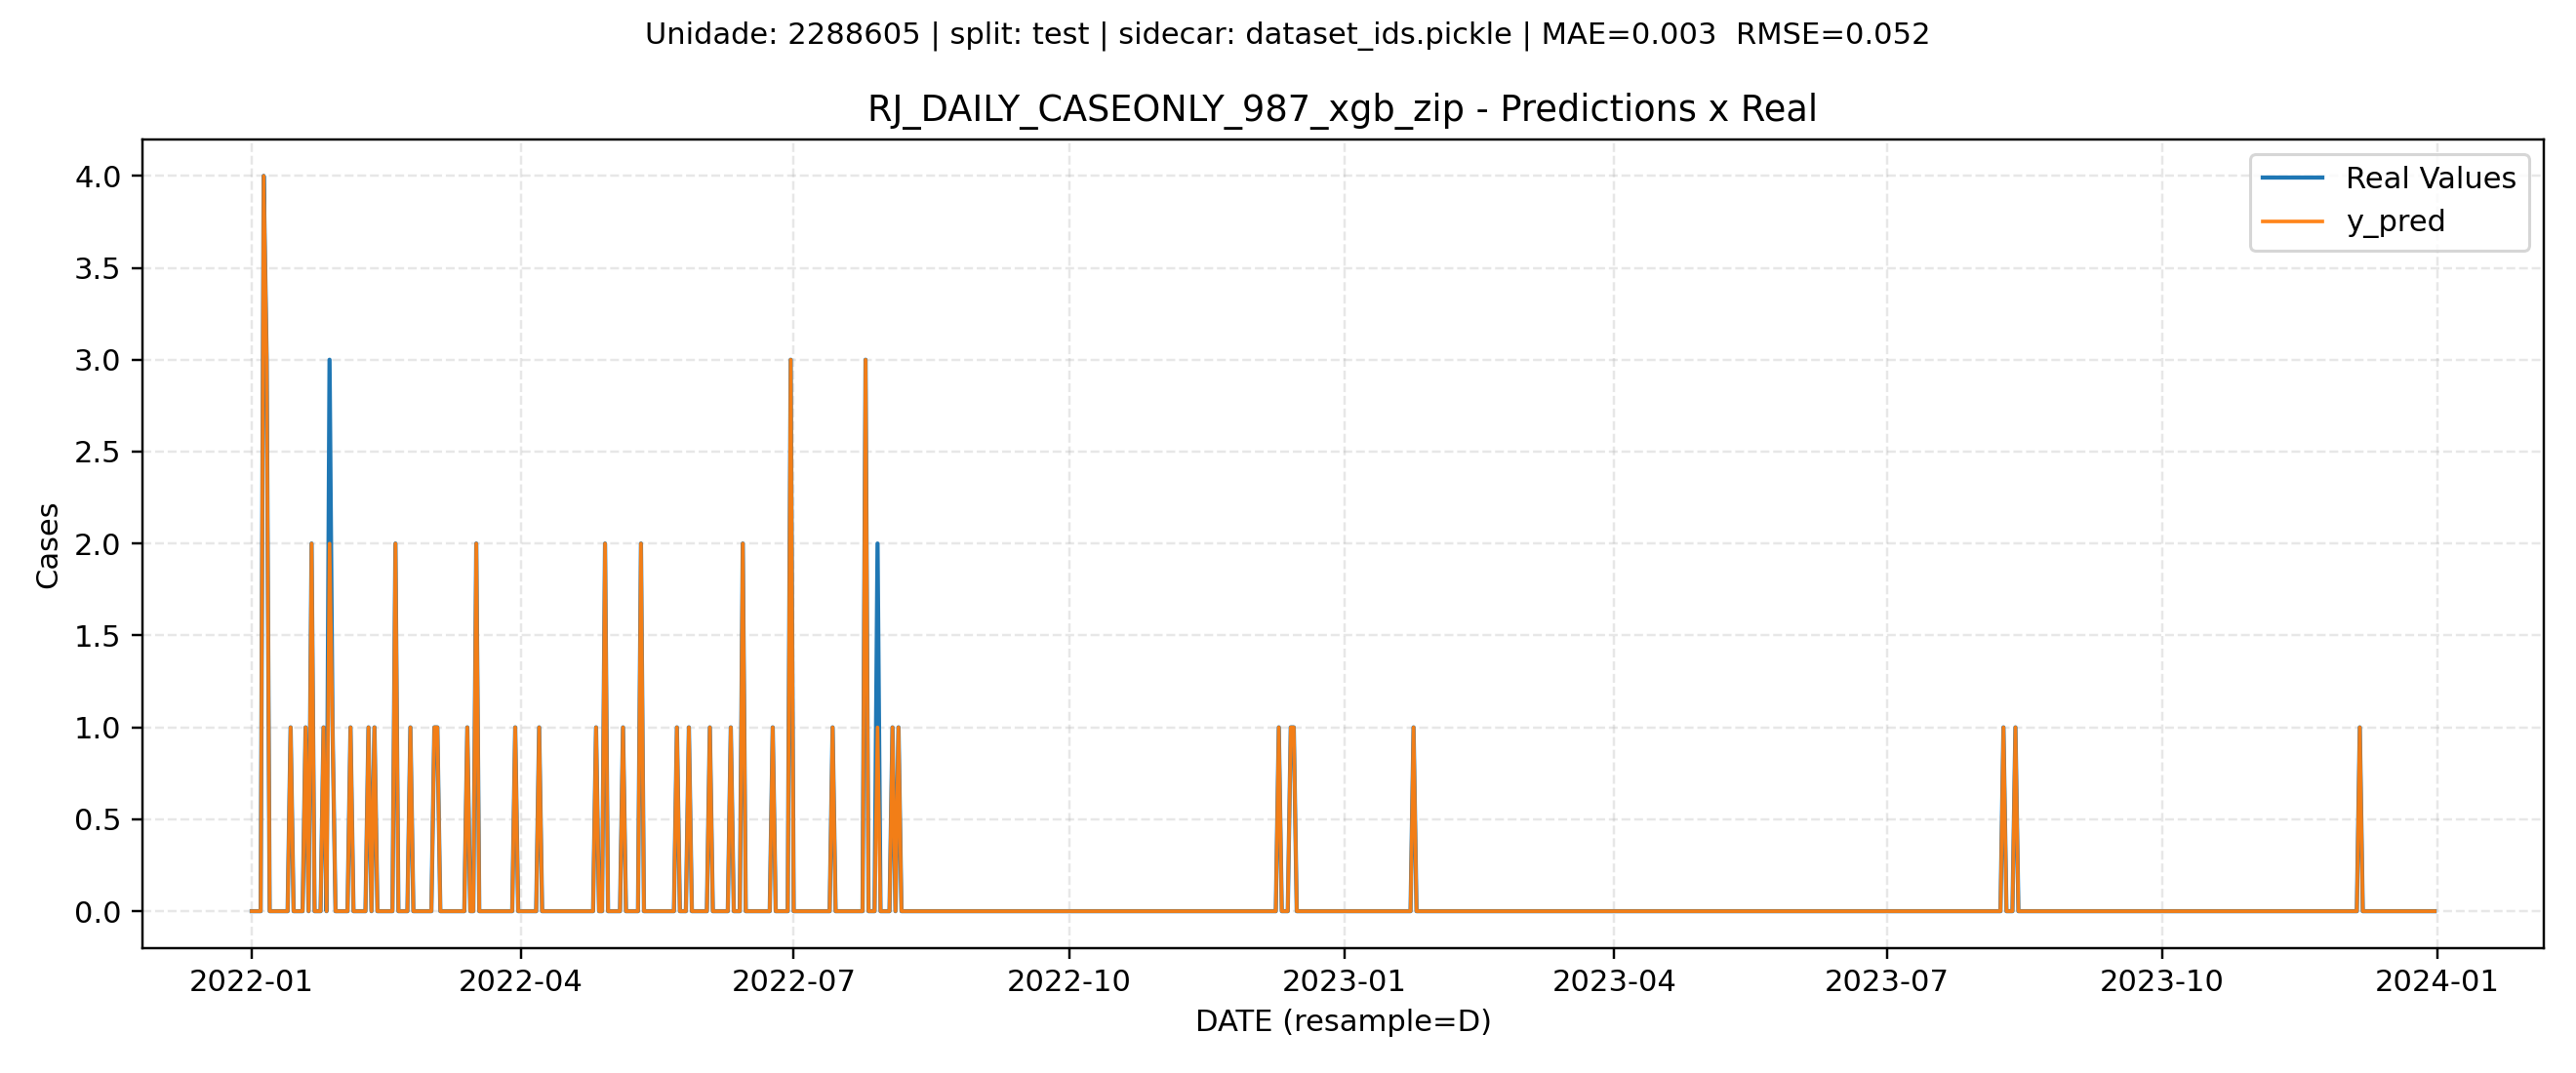 Unidade: 2288605 | split: test | sidecar: dataset_ids.pickle | MAE=0.003  RMSE=0.052
RJ_DAILY_CASEONLY_987_xgb_zip - Predictions x Real
Real Values
y_pred
Cases
4.0
3.5
3.0
2.5
2.0
1.5
1.0
0.5
0.0
2022-01 2022-04 2022-07 2022-10 2023-01 2023-04 2023-07 2023-10 2024-01
DATE (resample=D)